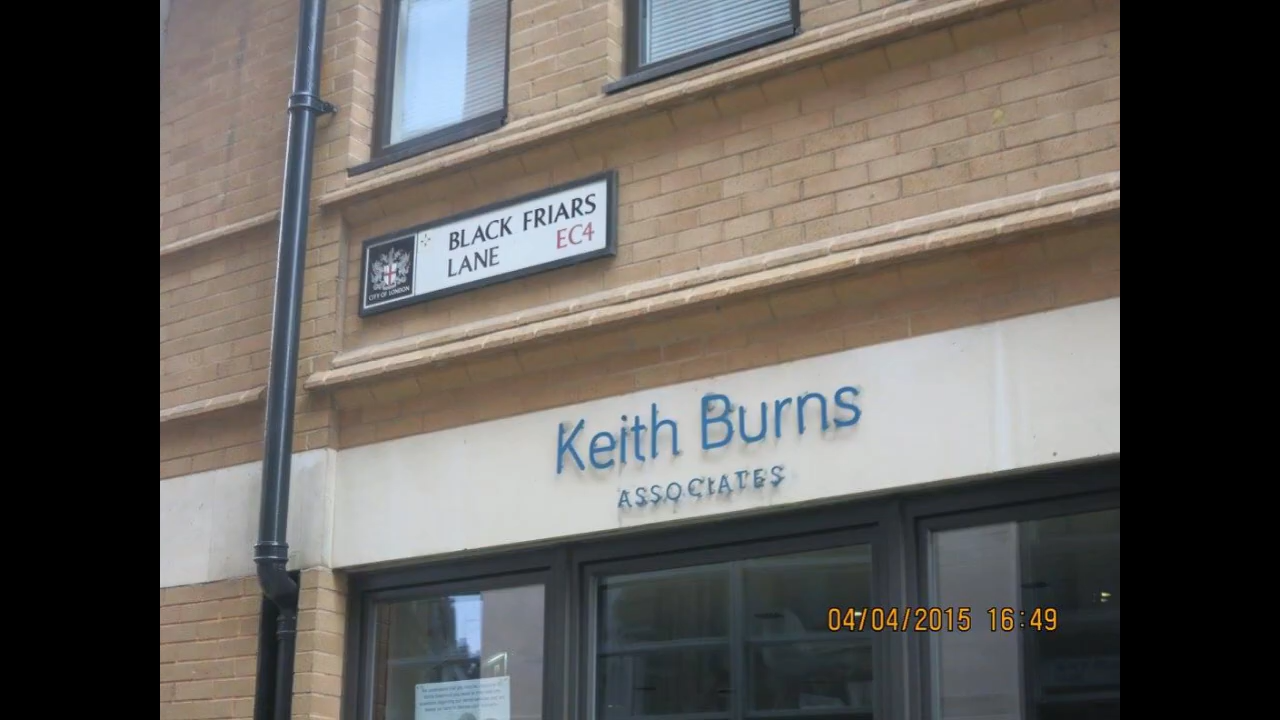 BLACK FRIARS
LANE EC4
CITY OF LONDON
Keith Burns
ASSOCIATES
04/04/2015 16:49